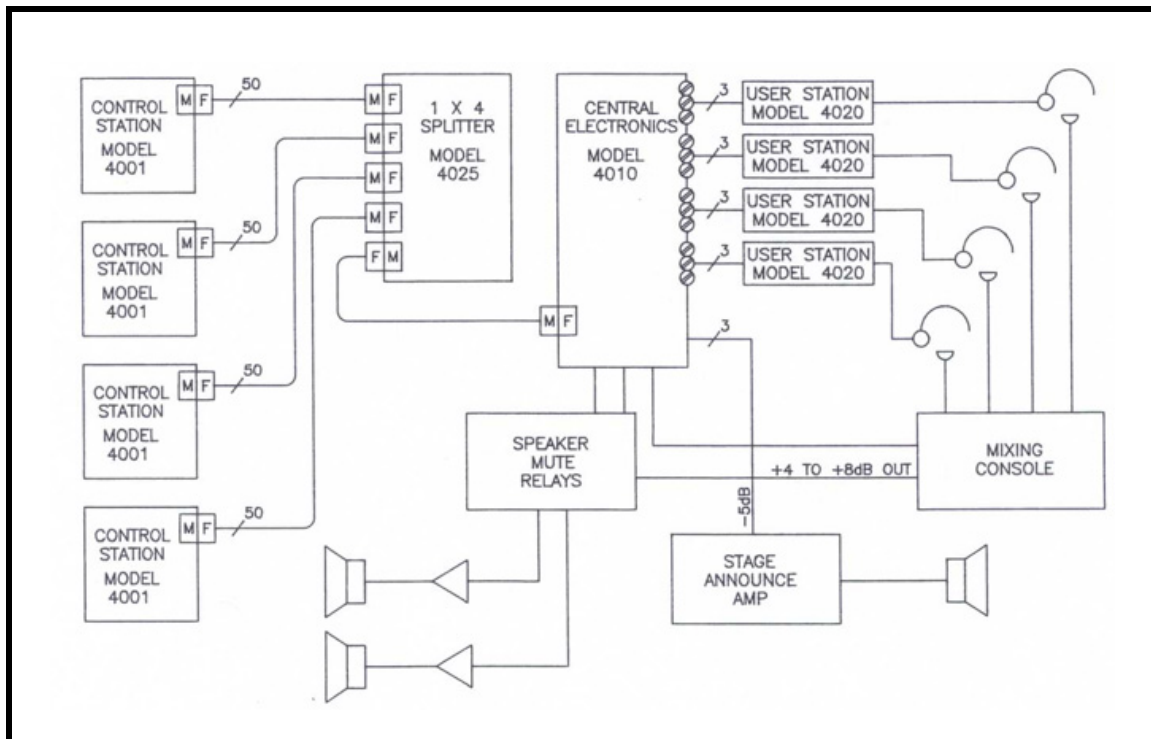 CONTROL
STATION
MODEL
4001
M F
50
CONTROL
STATION
MODEL
4001
M F
50
CONTROL
STATION
MODEL
4001
M F
50
CONTROL
STATION
MODEL
4001
M F
50
1 X 4
SPLITTER
MODEL
4025
M F
M F
M F
M F
F M
CENTRAL
ELECTRONICS
MODEL
4010
M F
3
USER STATION
MODEL 4020
3
USER STATION
MODEL 4020
3
USER STATION
MODEL 4020
3
USER STATION
MODEL 4020
3
SPEAKER
MUTE
RELAYS
+4 TO +8dB OUT
MIXING
CONSOLE
-5dB
STAGE
ANNOUNCE
AMP